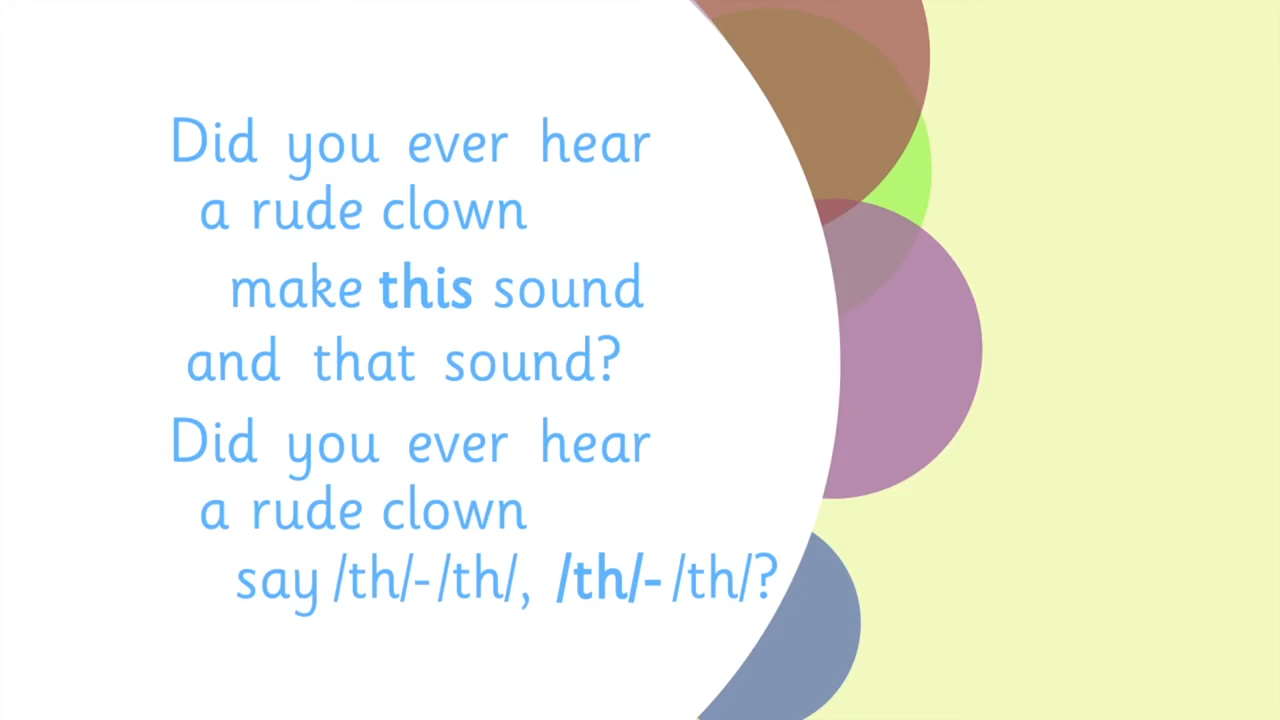 Did you ever hear
a rude clown
make this sound
and that sound?
Did you ever hear
a rude clown
say /th/-/th/, /th/- /th/?